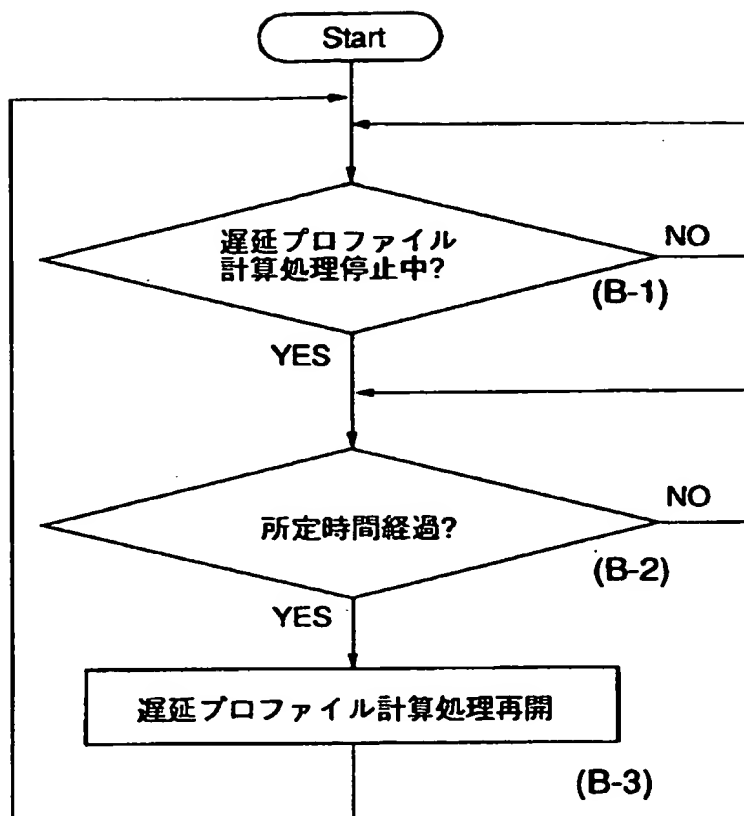 Start
遅延プロファイル
計算処理停止中?
NO
(B-1)
YES
所定時間経過?
NO
(B-2)
YES
遅延プロファイル計算処理再開
(B-3)